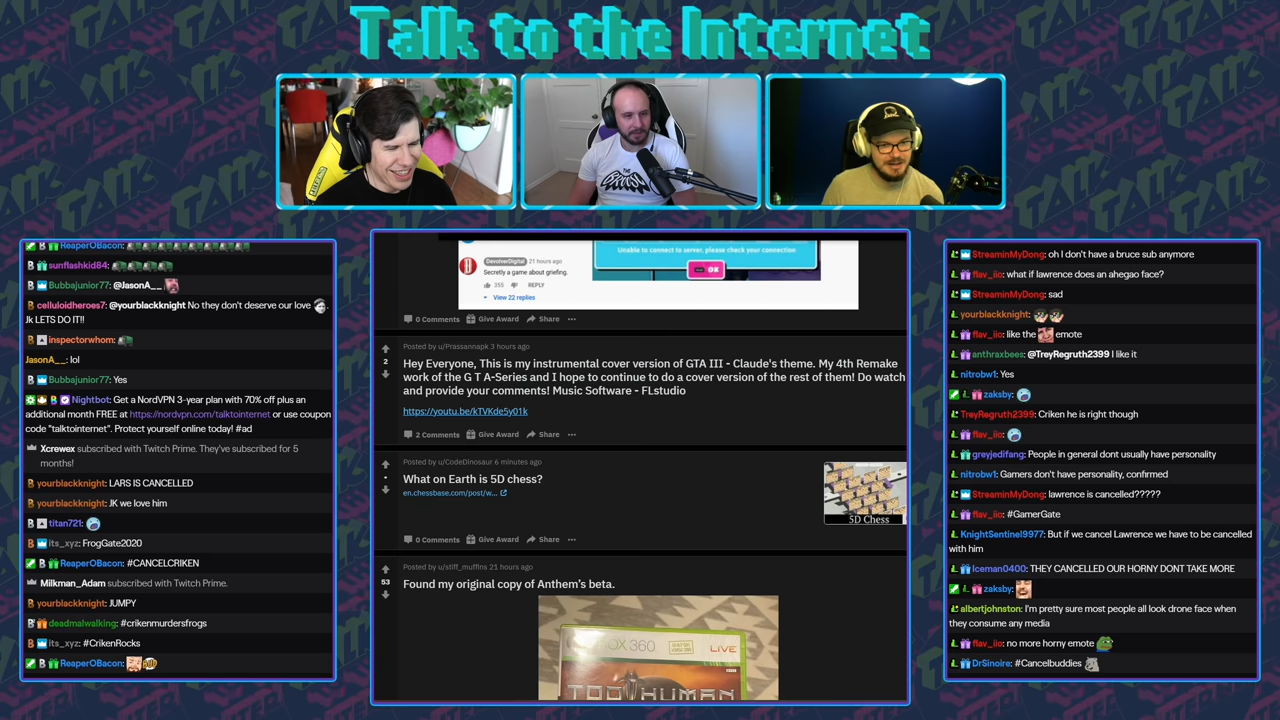 Talk to the Internet
ReaperOBacon:
sunflashkid84:
Bubbajunior77: @JasonA__
celluloidheroes7: @yourblackknight No they don't deserve our love .
Jk LETS DO IT!!
inspectorwhom:
JasonA__: lol
Bubbajunior77: Yes
Nightbot: Get a NordVPN 3-year plan with 70% off plus an
additional month FREE at https://nordvpn.com/talktointernet or use coupon
code "talktointernet". Protect yourself online today! #ad
Xcrewex subscribed with Twitch Prime. They've subscribed for 5
months!
yourblackknight: LARS IS CANCELLED
yourblackknight: JK we love him
titan721:
its_xyz: FrogGate2020
ReaperOBacon: #CANCELCRIKEN
Milkman_Adam subscribed with Twitch Prime.
yourblackknight: JUMPY
deadmalwalking: #crikenmurdersfrogs
its_xyz: #CrikenRocks
ReaperOBacon:
Unable to connect to server, please check your connection
OK
DevolverDigital 21 hours ago
Secretly a game about griefing.
355 REPLY
View 22 replies
0 Comments Give Award Share
Posted by u/Prassannapk 3 hours ago
2
Hey Everyone, This is my instrumental cover version of GTA III - Claude's theme. My 4th Remake
work of the G T A-Series and I hope to continue to do a cover version of the rest of them! Do watch
and provide your comments! Music Software - FLstudio
https://youtu.be/kTVKde5y01k
2 Comments Give Award Share
Posted by u/CodeDinosaur 6 minutes ago
What on Earth is 5D chess?
en.chessbase.com/post/w...
5D Chess
0 Comments Give Award Share
Posted by u/stiff_muffins 21 hours ago
53
Found my original copy of Anthem's beta.
XBOX 360
LIVE
TOO HUMAN
StreaminMyDong: oh I don't have a bruce sub anymore
flav_iio: what if lawrence does an ahegao face?
StreaminMyDong: sad
yourblackknight:
flav_iio: like the emote
anthraxbees: @TreyRegruth2399 I like it
nitrobw1: Yes
zaksby:
TreyRegruth2399: Criken he is right though
flav_iio:
greyjedifang: People in general dont usually have personality
nitrobw1: Gamers don't have personality, confirmed
StreaminMyDong: lawrence is cancelled?????
flav_iio: #GamerGate
KnightSentinel9977: But if we cancel Lawrence we have to be cancelled
with him
Iceman0400: THEY CANCELLED OUR HORNY DONT TAKE MORE
zaksby:
albertjohnston: I'm pretty sure most people all look drone face when
they consume any media
flav_iio: no more horny emote
DrSinoire: #Cancelbuddies